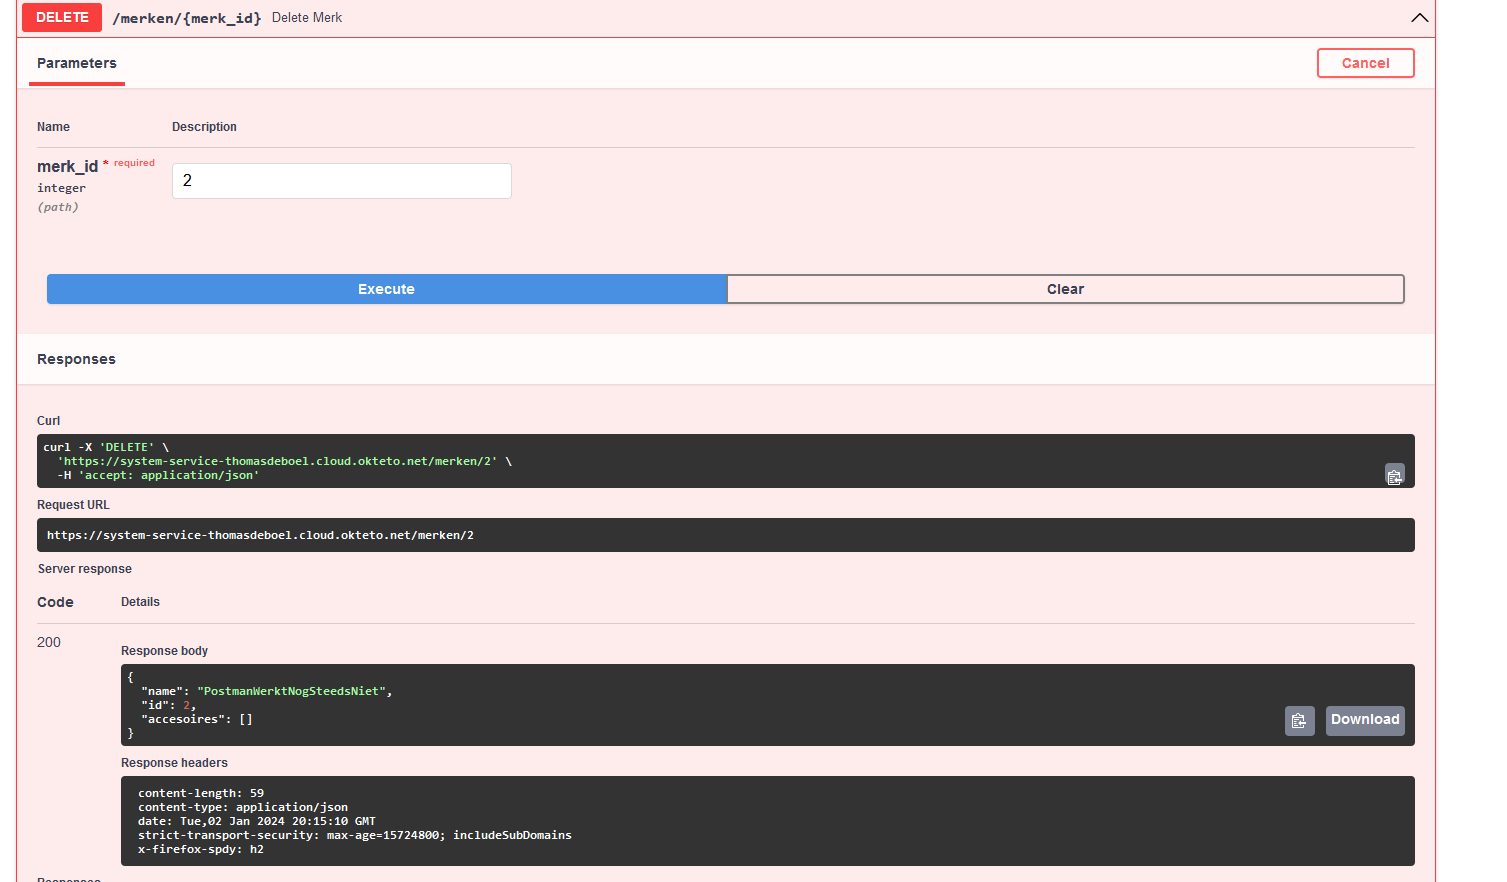 DELETE /merken/{merk_id} Delete Merk
Parameters
Cancel
Name Description
merk_id * required
integer
(path)
2
Execute
Clear
Responses
Curl
curl -X 'DELETE' \
'https://system-service-thomasdeboel.cloud.okteto.net/merken/2' \
-H 'accept: application/json'
Request URL
https://system-service-thomasdeboel.cloud.okteto.net/merken/2
Server response
Code Details
200
Response body
{
"name": "PostmanWerktNogSteedsNiet",
"id": 2,
"accesoires": []
}
Download
Response headers
content-length: 59
content-type: application/json
date: Tue,02 Jan 2024 20:15:10 GMT
strict-transport-security: max-age=15724800; includeSubDomains
x-firefox-spdy: h2
Responses